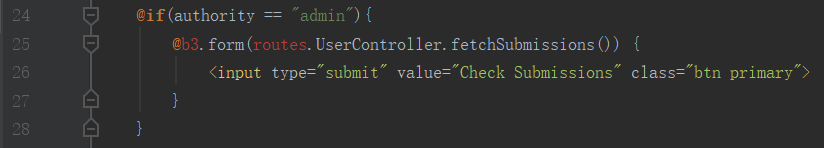 24 @if(authority == "admin"){
25 @b3.form(routes.UserController.fetchSubmissions()) {
26 <input type="submit" value="Check Submissions" class="btn primary">
27 }
28 }